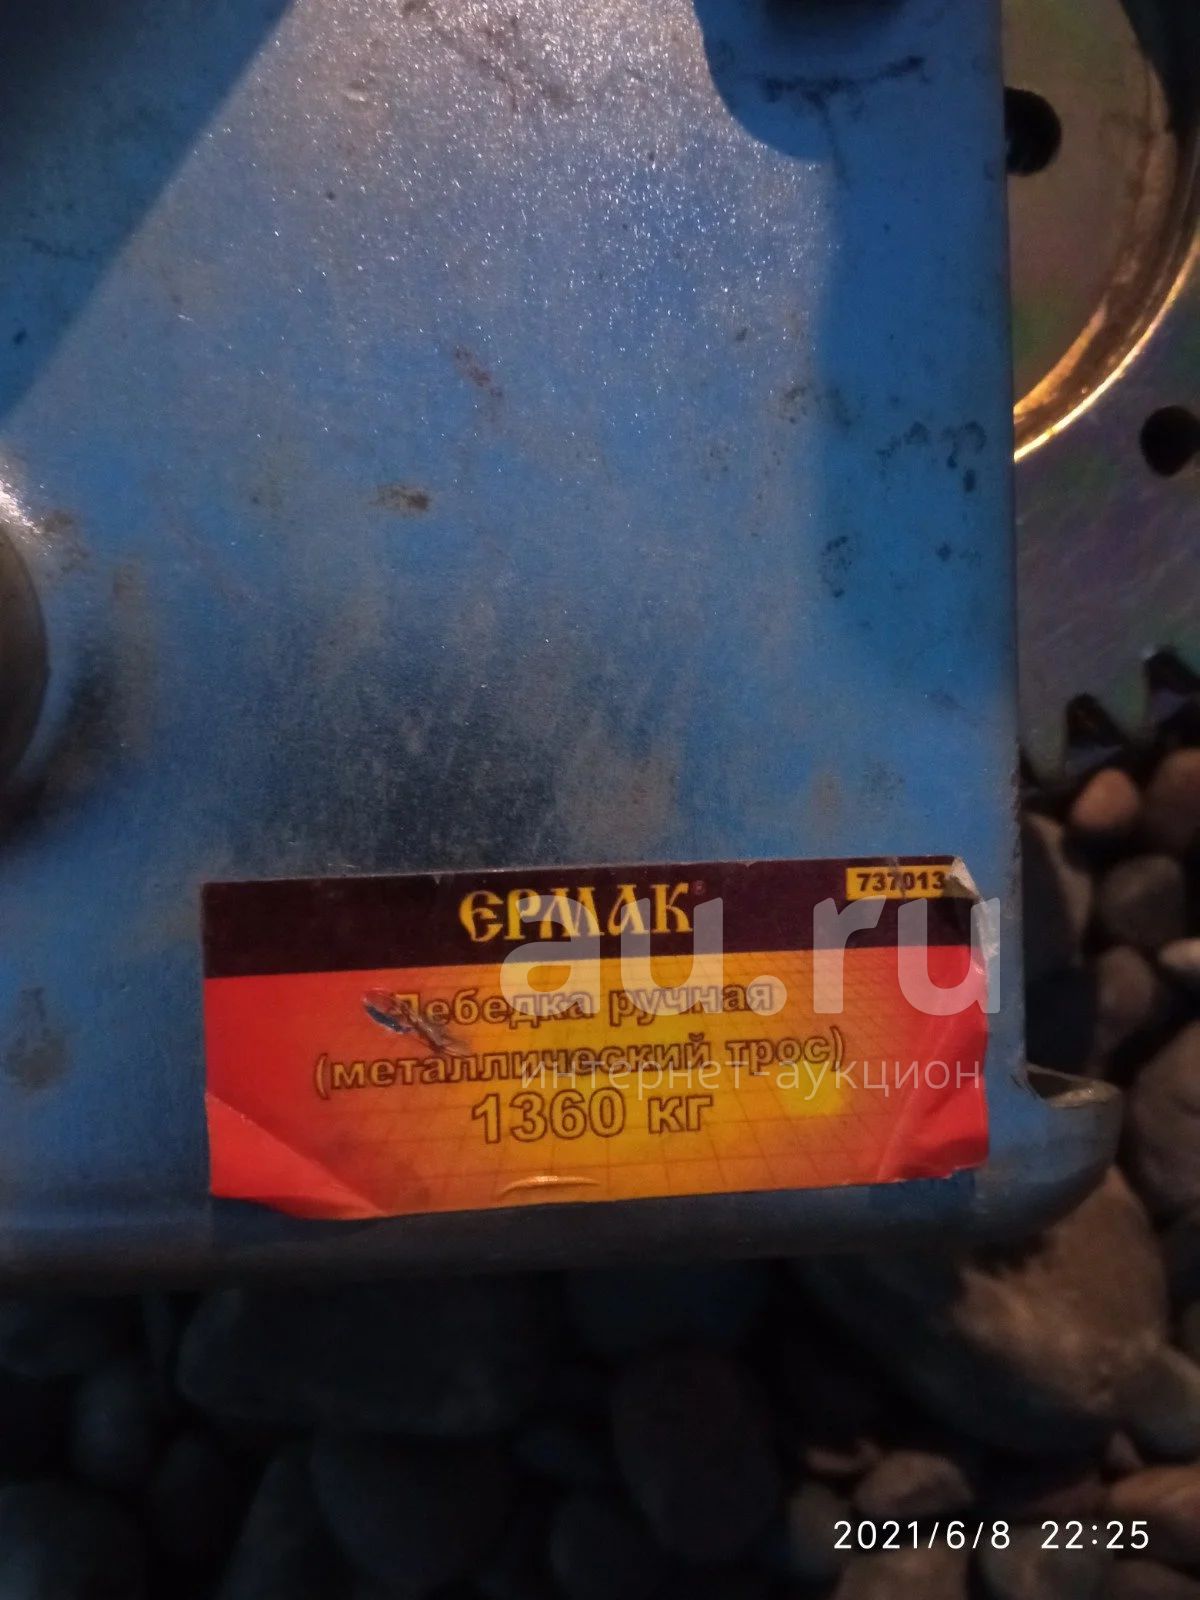 ЕРМАК
737013
Лебедка ручная
(металлический трос)
1360 кг
au.ru
интернет-аукцион
2021/6/8 22:25